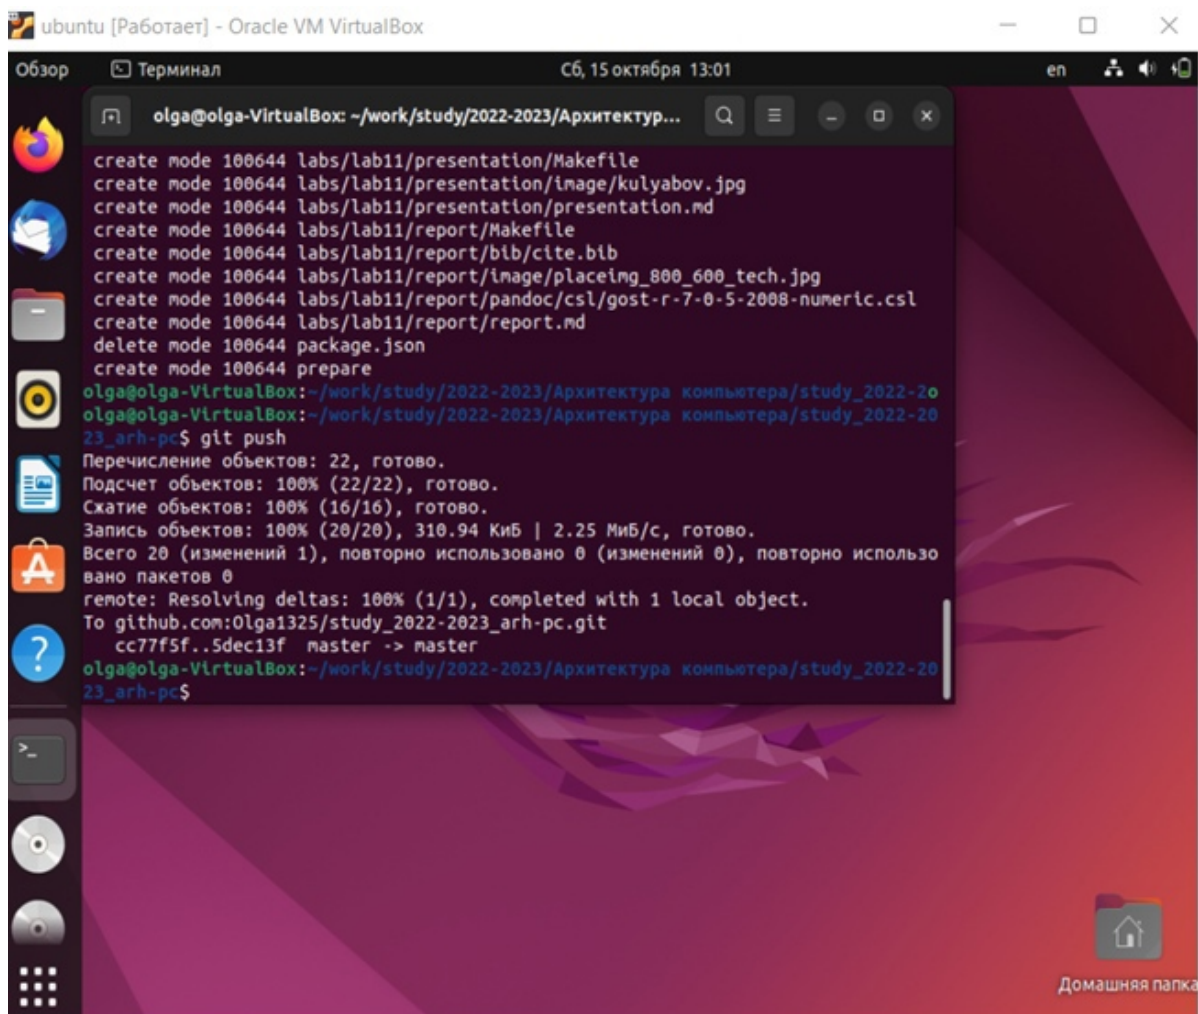 ubuntu [Работает] - Oracle VM VirtualBox
Обзор Терминал Сб, 15 октября 13:01 en
olga@olga-VirtualBox: ~/work/study/2022-2023/Архитектур...
create mode 100644 labs/lab11/presentation/Makefile
create mode 100644 labs/lab11/presentation/image/kulyabov.jpg
create mode 100644 labs/lab11/presentation/presentation.md
create mode 100644 labs/lab11/report/Makefile
create mode 100644 labs/lab11/report/bib/cite.bib
create mode 100644 labs/lab11/report/image/placeimg_800_600_tech.jpg
create mode 100644 labs/lab11/report/pandoc/csl/gost-r-7-0-5-2008-numeric.csl
create mode 100644 labs/lab11/report/report.md
delete mode 100644 package.json
create mode 100644 prepare
olga@olga-VirtualBox:~/work/study/2022-2023/Архитектура компьютера/study_2022-2o
olga@olga-VirtualBox:~/work/study/2022-2023/Архитектура компьютера/study_2022-20
23_arh-pc$ git push
Перечисление объектов: 22, готово.
Подсчет объектов: 100% (22/22), готово.
Сжатие объектов: 100% (16/16), готово.
Запись объектов: 100% (20/20), 310.94 КиБ | 2.25 МиБ/с, готово.
Всего 20 (изменений 1), повторно использовано 0 (изменений 0), повторно использо
вано пакетов 0
remote: Resolving deltas: 100% (1/1), completed with 1 local object.
To github.com:Olga1325/study_2022-2023_arh-pc.git
cc77f5f..5dec13f master -> master
olga@olga-VirtualBox:~/work/study/2022-2023/Архитектура компьютера/study_2022-20
23_arh-pc$
Домашняя папка